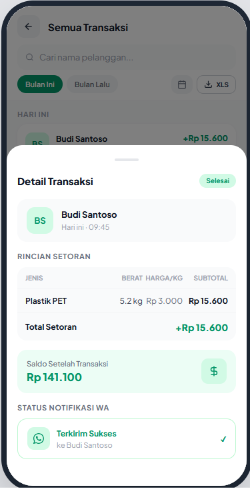 Semua Transaksi
Cari nama pelanggan...
Bulan Ini
Bulan Lalu
XLS
HARI INI
BS
Budi Santoso
+Rp 15.600
Detail Transaksi
Selesai
BS
Budi Santoso
Hari ini · 09:45
RINCIAN SETORAN
JENIS BERAT HARGA/KG SUBTOTAL
Plastik PET 5.2 kg Rp 3.000 Rp 15.600
Total Setoran +Rp 15.600
Saldo Setelah Transaksi
Rp 141.100
$
STATUS NOTIFIKASI WA
Terkirim Sukses
ke Budi Santoso
✓